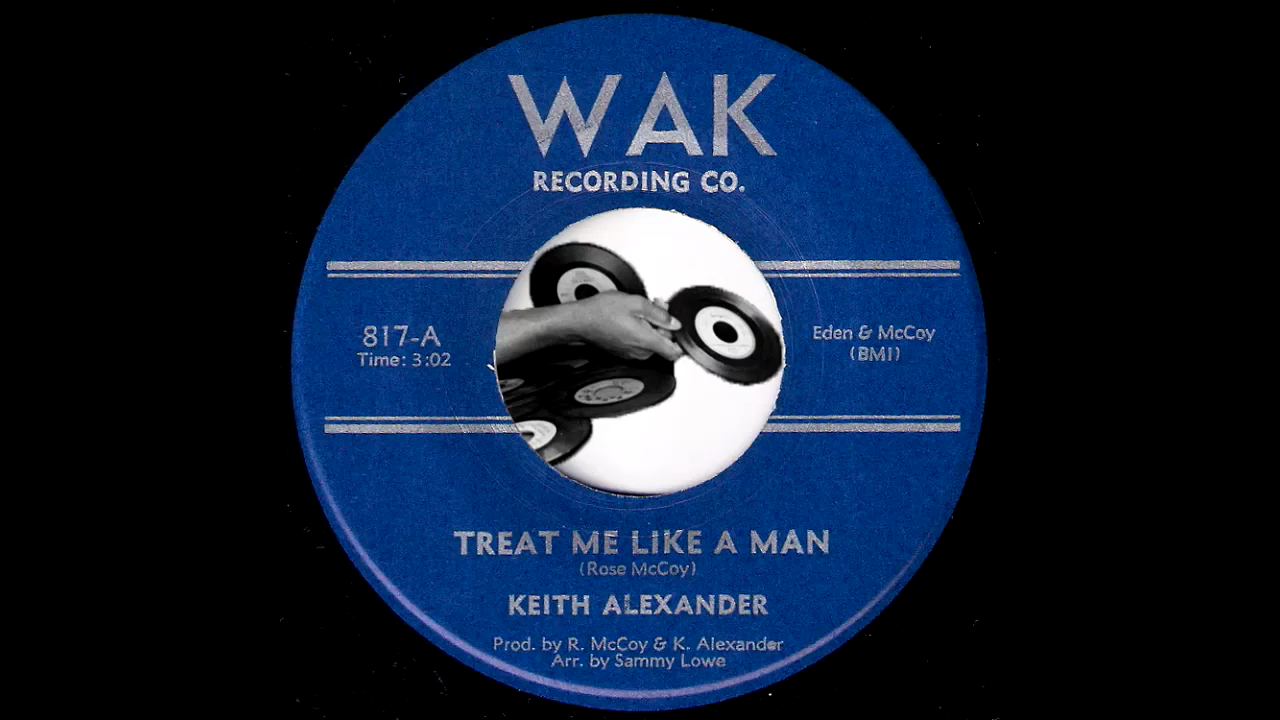 WAK
RECORDING CO.
817-A
Time: 3:02
Eden & McCoy
(BMI)
TREAT ME LIKE A MAN
(Rose McCoy)
KEITH ALEXANDER
Prod. by R. McCoy & K. Alexander
Arr. by Sammy Lowe